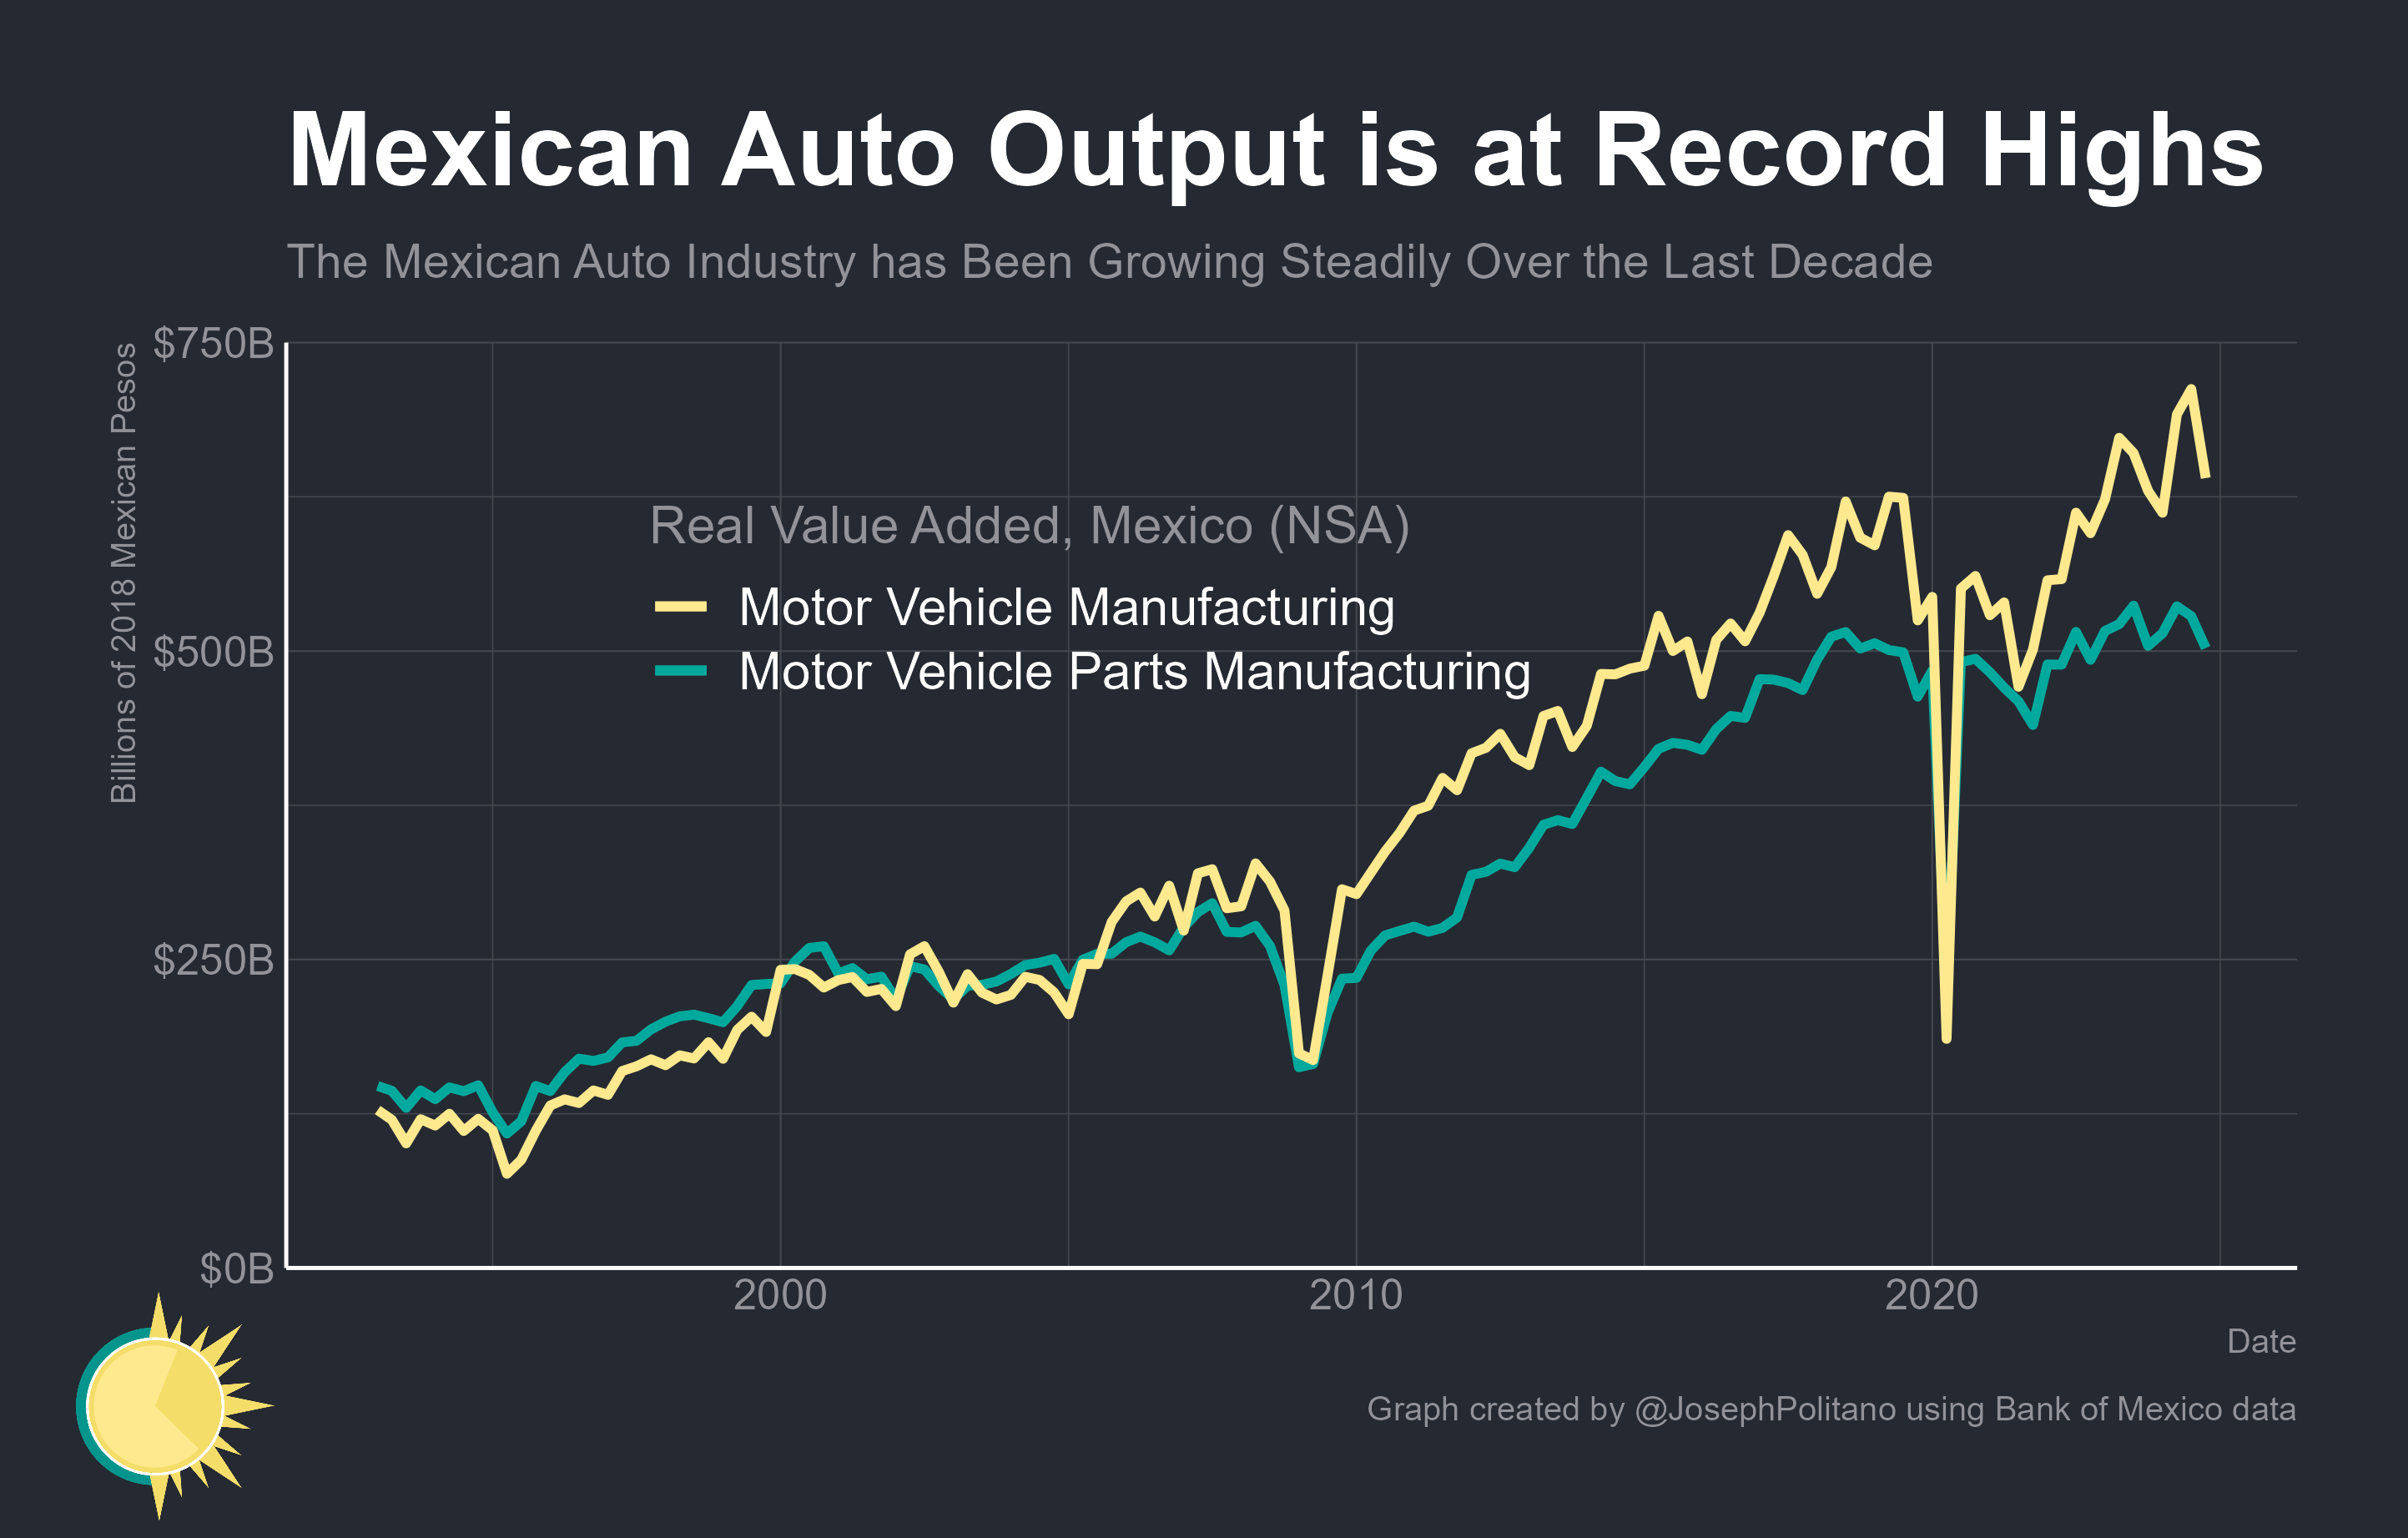 Mexican Auto Output is at Record Highs
The Mexican Auto Industry has Been Growing Steadily Over the Last Decade
Billions of 2018 Mexican Pesos
$750B
$500B
$250B
$0B
Real Value Added, Mexico (NSA)
Motor Vehicle Manufacturing
Motor Vehicle Parts Manufacturing
2000
2010
2020
Date
Graph created by @JosephPolitano using Bank of Mexico data